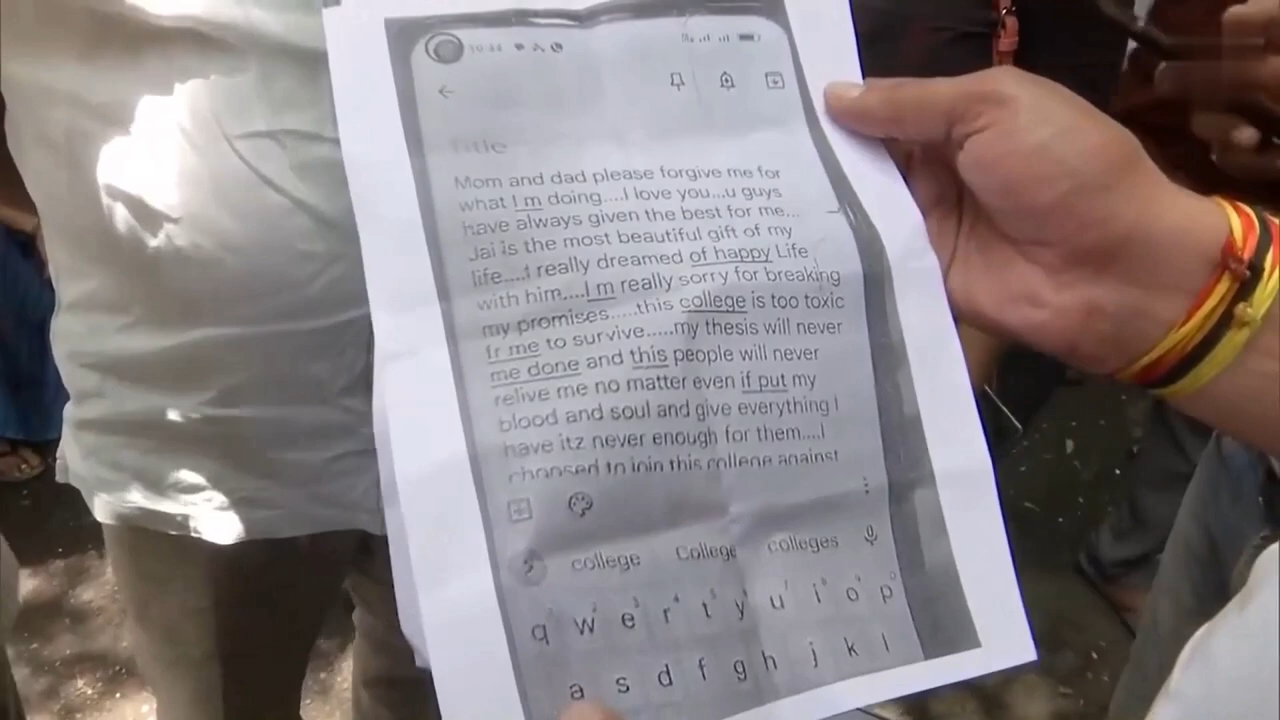 10:44
Title
Mom and dad please forgive me for
what I m doing....I love you...u guys
have always given the best for me...
Jai is the most beautiful gift of my
life....I really dreamed of happy Life
with him....I m really sorry for breaking
my promises.....this college is too toxic
fr me to survive.....my thesis will never
me done and this people will never
relive me no matter even if put my
blood and soul and give everything I
have itz never enough for them....I
choosed to join this college against
college College colleges
q w e r t y u i o p
a s d f g h j k l